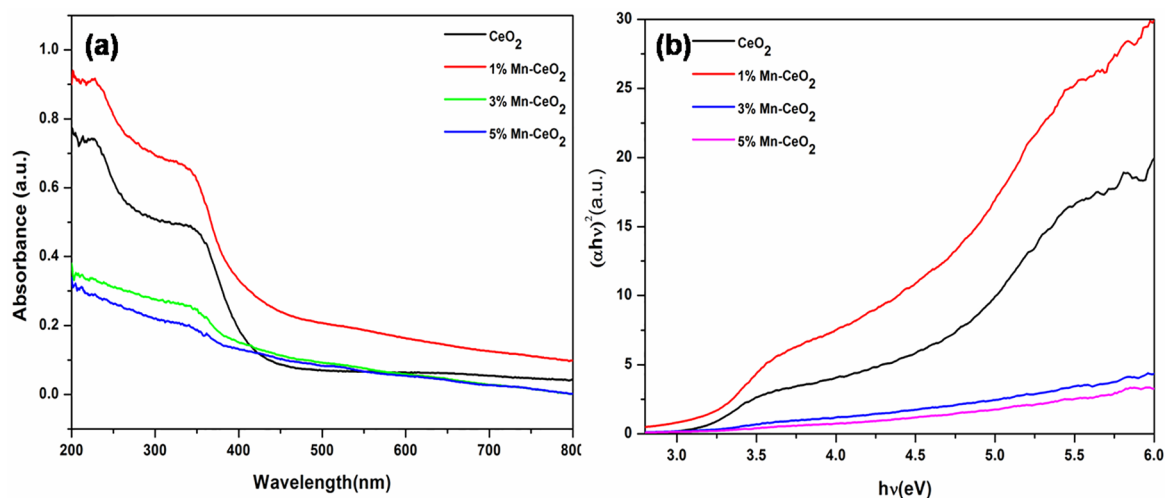 (a)
CeO₂
1% Mn-CeO₂
3% Mn-CeO₂
5% Mn-CeO₂
Absorbance (a.u.)
1.0
0.8
0.6
0.4
0.2
0.0
200 300 400 500 600 700 800
Wavelength(nm)
(b)
CeO₂
1% Mn-CeO₂
3% Mn-CeO₂
5% Mn-CeO₂
(αhν)²(a.u.)
30
25
20
15
10
5
0
3.0 3.5 4.0 4.5 5.0 5.5 6.0
hν(eV)